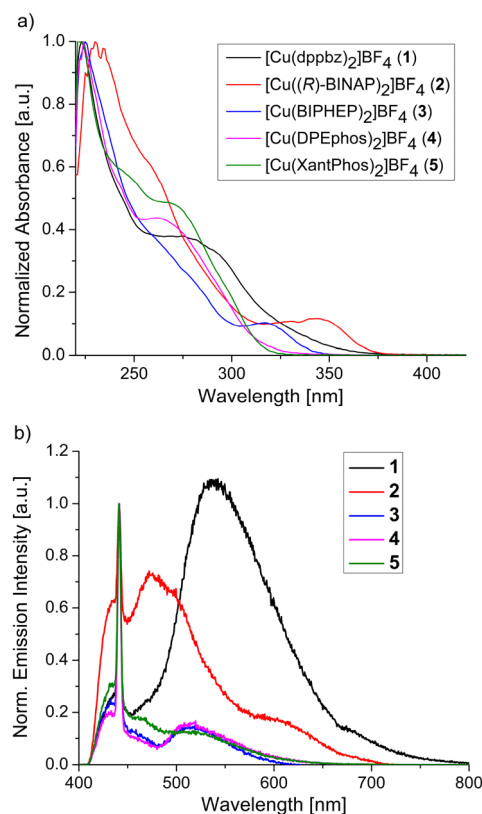 a)
[Cu(dppbz)2]BF4 (1)
[Cu((R)-BINAP)2]BF4 (2)
[Cu(BIPHEP)2]BF4 (3)
[Cu(DPEphos)2]BF4 (4)
[Cu(XantPhos)2]BF4 (5)
Normalized Absorbance [a.u.]
1.0
0.8
0.6
0.4
0.2
0.0
250 300 350 400
Wavelength [nm]
b)
1
2
3
4
5
Norm. Emission Intensity [a.u.]
1.2
1.0
0.8
0.6
0.4
0.2
0.0
400 500 600 700 800
Wavelength [nm]